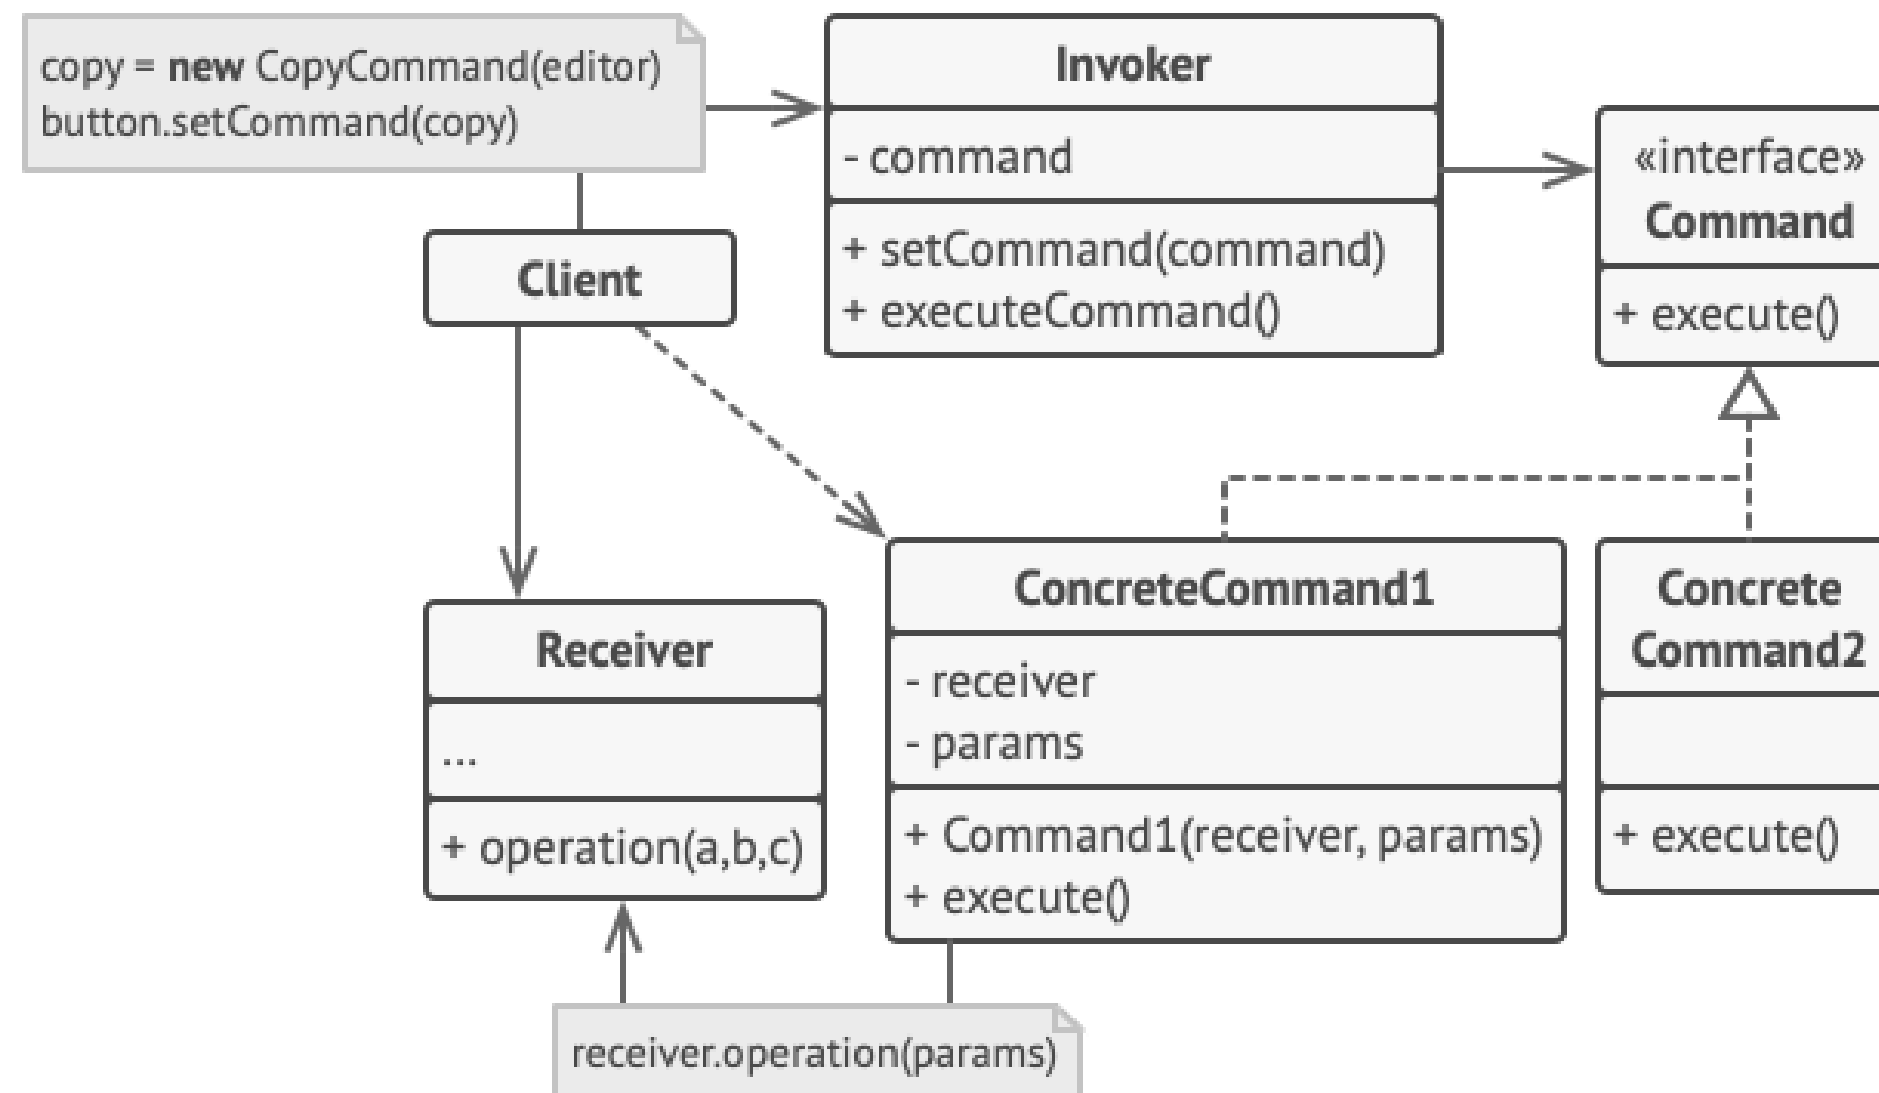 copy = new CopyCommand(editor)
button.setCommand(copy)
Invoker
- command
+ setCommand(command)
+ executeCommand()
«interface»
Command
+ execute()
Client
Receiver
...
+ operation(a,b,c)
ConcreteCommand1
- receiver
- params
+ Command1(receiver, params)
+ execute()
Concrete
Command2
+ execute()
receiver.operation(params)